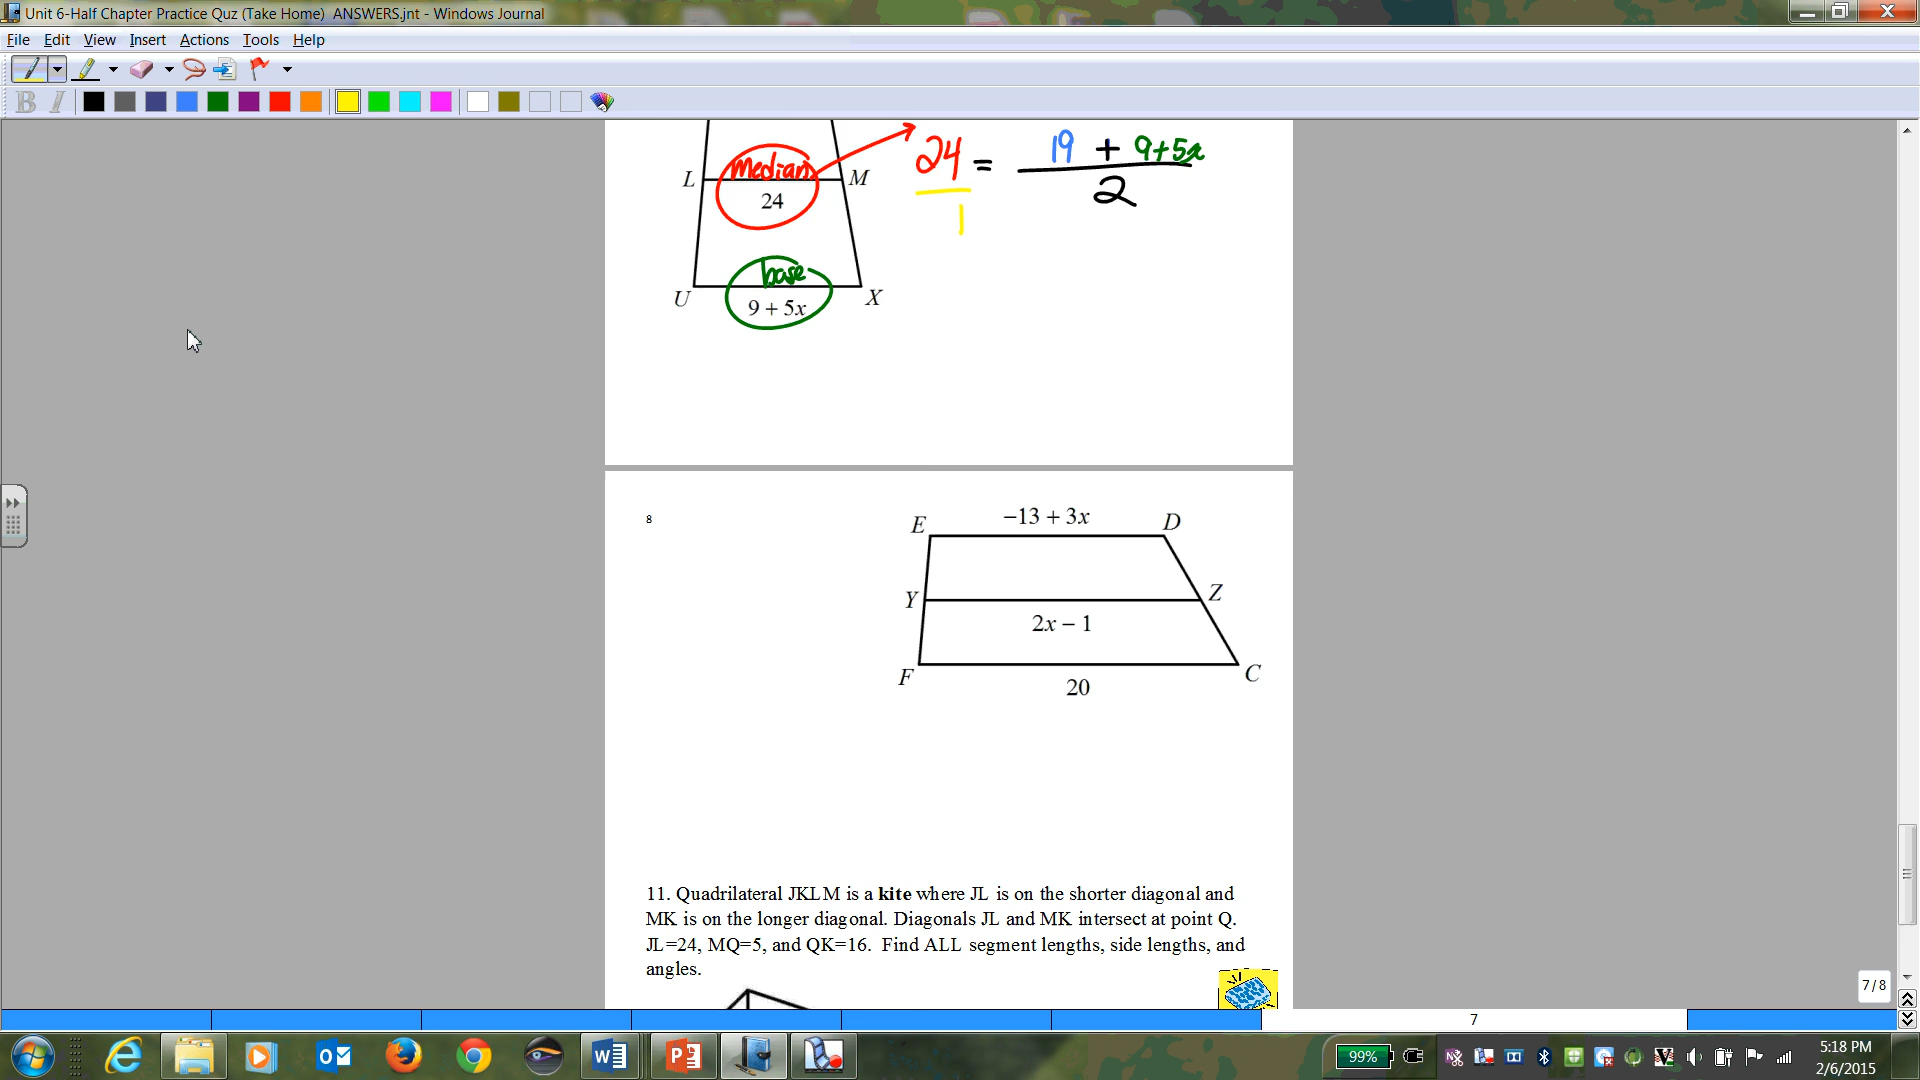 Unit 6-Half Chapter Practice Quz (Take Home)  ANSWERS.jnt - Windows Journal
File Edit View Insert Actions Tools Help
B I
24 = 19 + 9+5x
1 2
L median M
24
base
U X
9 + 5x
8
E −13 + 3x D
Y Z
2x − 1
F C
20
11. Quadrilateral JKLM is a kite where JL is on the shorter diagonal and
MK is on the longer diagonal. Diagonals JL and MK intersect at point Q.
JL=24, MQ=5, and QK=16.  Find ALL segment lengths, side lengths, and
angles.
7 / 8
7
99%
5:18 PM
2/6/2015